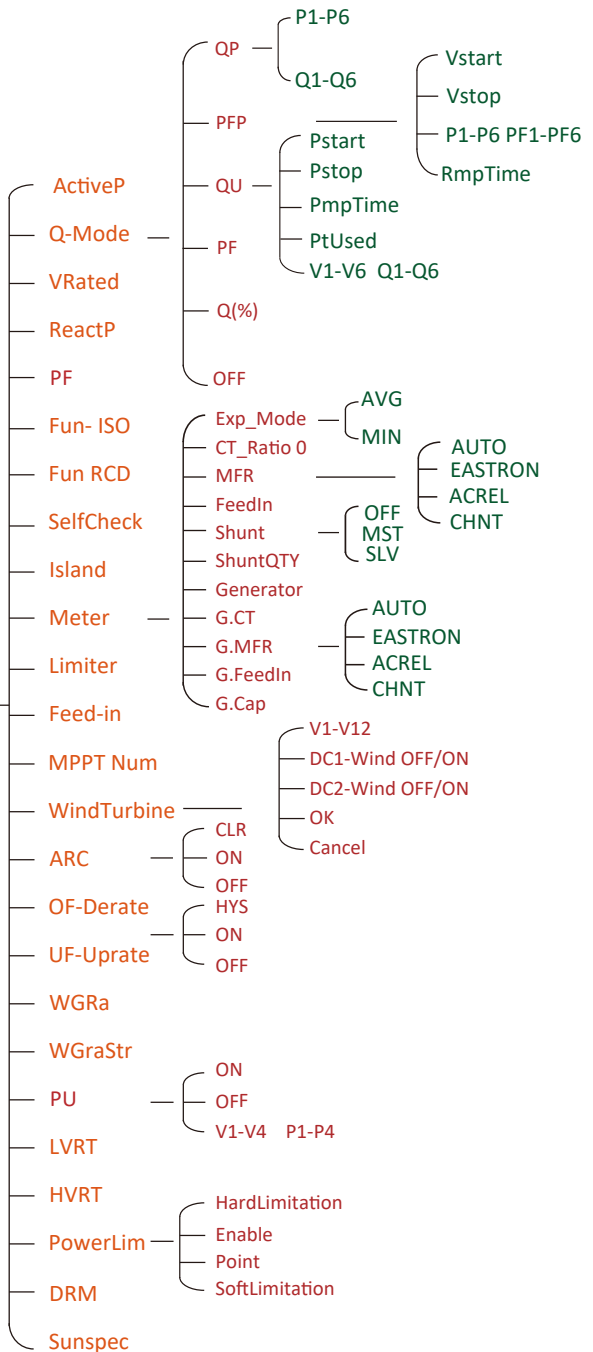 ActiveP
Q-Mode
VRated
ReactP
PF
Fun- ISO
Fun RCD
SelfCheck
Island
Meter
Limiter
Feed-in
MPPT Num
WindTurbine
ARC
OF-Derate
UF-Uprate
WGRa
WGraStr
PU
LVRT
HVRT
PowerLim
DRM
Sunspec
QP
PFP
QU
PF
Q(%)
OFF
P1-P6
Q1-Q6
Vstart
Vstop
P1-P6 PF1-PF6
RmpTime
Pstart
Pstop
PmpTime
PtUsed
V1-V6 Q1-Q6
Exp_Mode
CT_Ratio 0
MFR
FeedIn
Shunt
ShuntQTY
Generator
G.CT
G.MFR
G.FeedIn
G.Cap
AVG
MIN
AUTO
EASTRON
ACREL
CHNT
OFF
MST
SLV
AUTO
EASTRON
ACREL
CHNT
V1-V12
DC1-Wind OFF/ON
DC2-Wind OFF/ON
OK
Cancel
CLR
ON
OFF
HYS
ON
OFF
ON
OFF
V1-V4 P1-P4
HardLimitation
Enable
Point
SoftLimitation